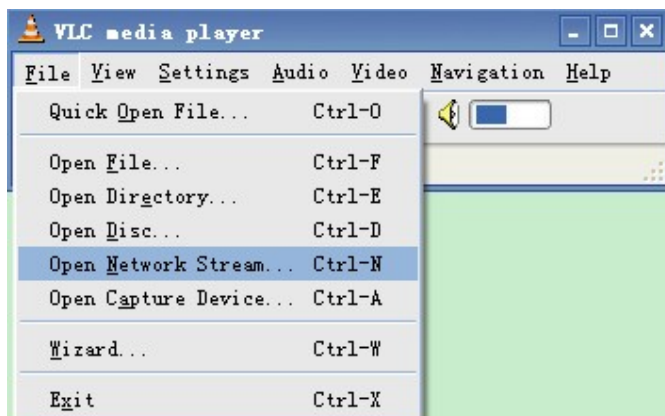 VLC media player
File View Settings Audio Video Navigation Help
Quick Open File... Ctrl-O
Open File... Ctrl-F
Open Directory... Ctrl-E
Open Disc... Ctrl-D
Open Network Stream... Ctrl-N
Open Capture Device... Ctrl-A
Wizard... Ctrl-W
Exit Ctrl-X